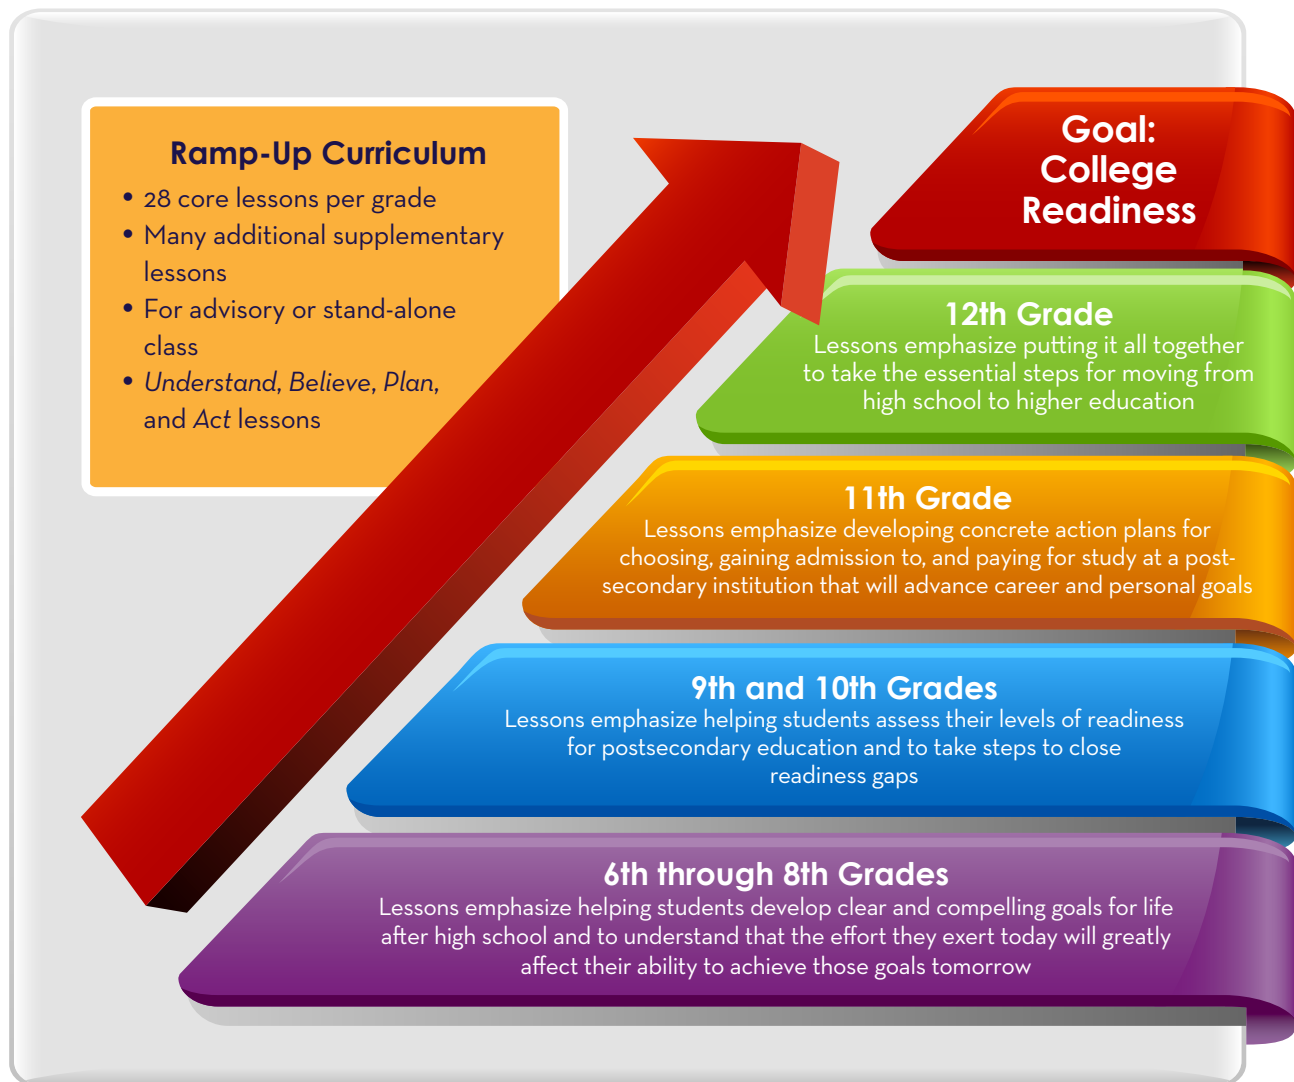 Ramp-Up Curriculum
• 28 core lessons per grade
• Many additional supplementary
lessons
• For advisory or stand-alone
class
• Understand, Believe, Plan,
and Act lessons
Goal:
College
Readiness
12th Grade
Lessons emphasize putting it all together
to take the essential steps for moving from
high school to higher education
11th Grade
Lessons emphasize developing concrete action plans for
choosing, gaining admission to, and paying for study at a post-
secondary institution that will advance career and personal goals
9th and 10th Grades
Lessons emphasize helping students assess their levels of readiness
for postsecondary education and to take steps to close
readiness gaps
6th through 8th Grades
Lessons emphasize helping students develop clear and compelling goals for life
after high school and to understand that the effort they exert today will greatly
affect their ability to achieve those goals tomorrow